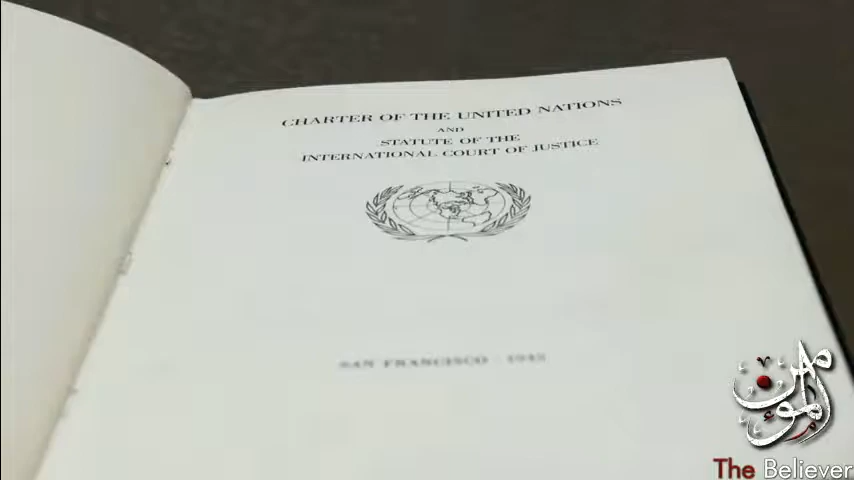 CHARTER OF THE UNITED NATIONS
AND
STATUTE OF THE
INTERNATIONAL COURT OF JUSTICE
SAN FRANCISCO · 1945
المؤمن
The Believer